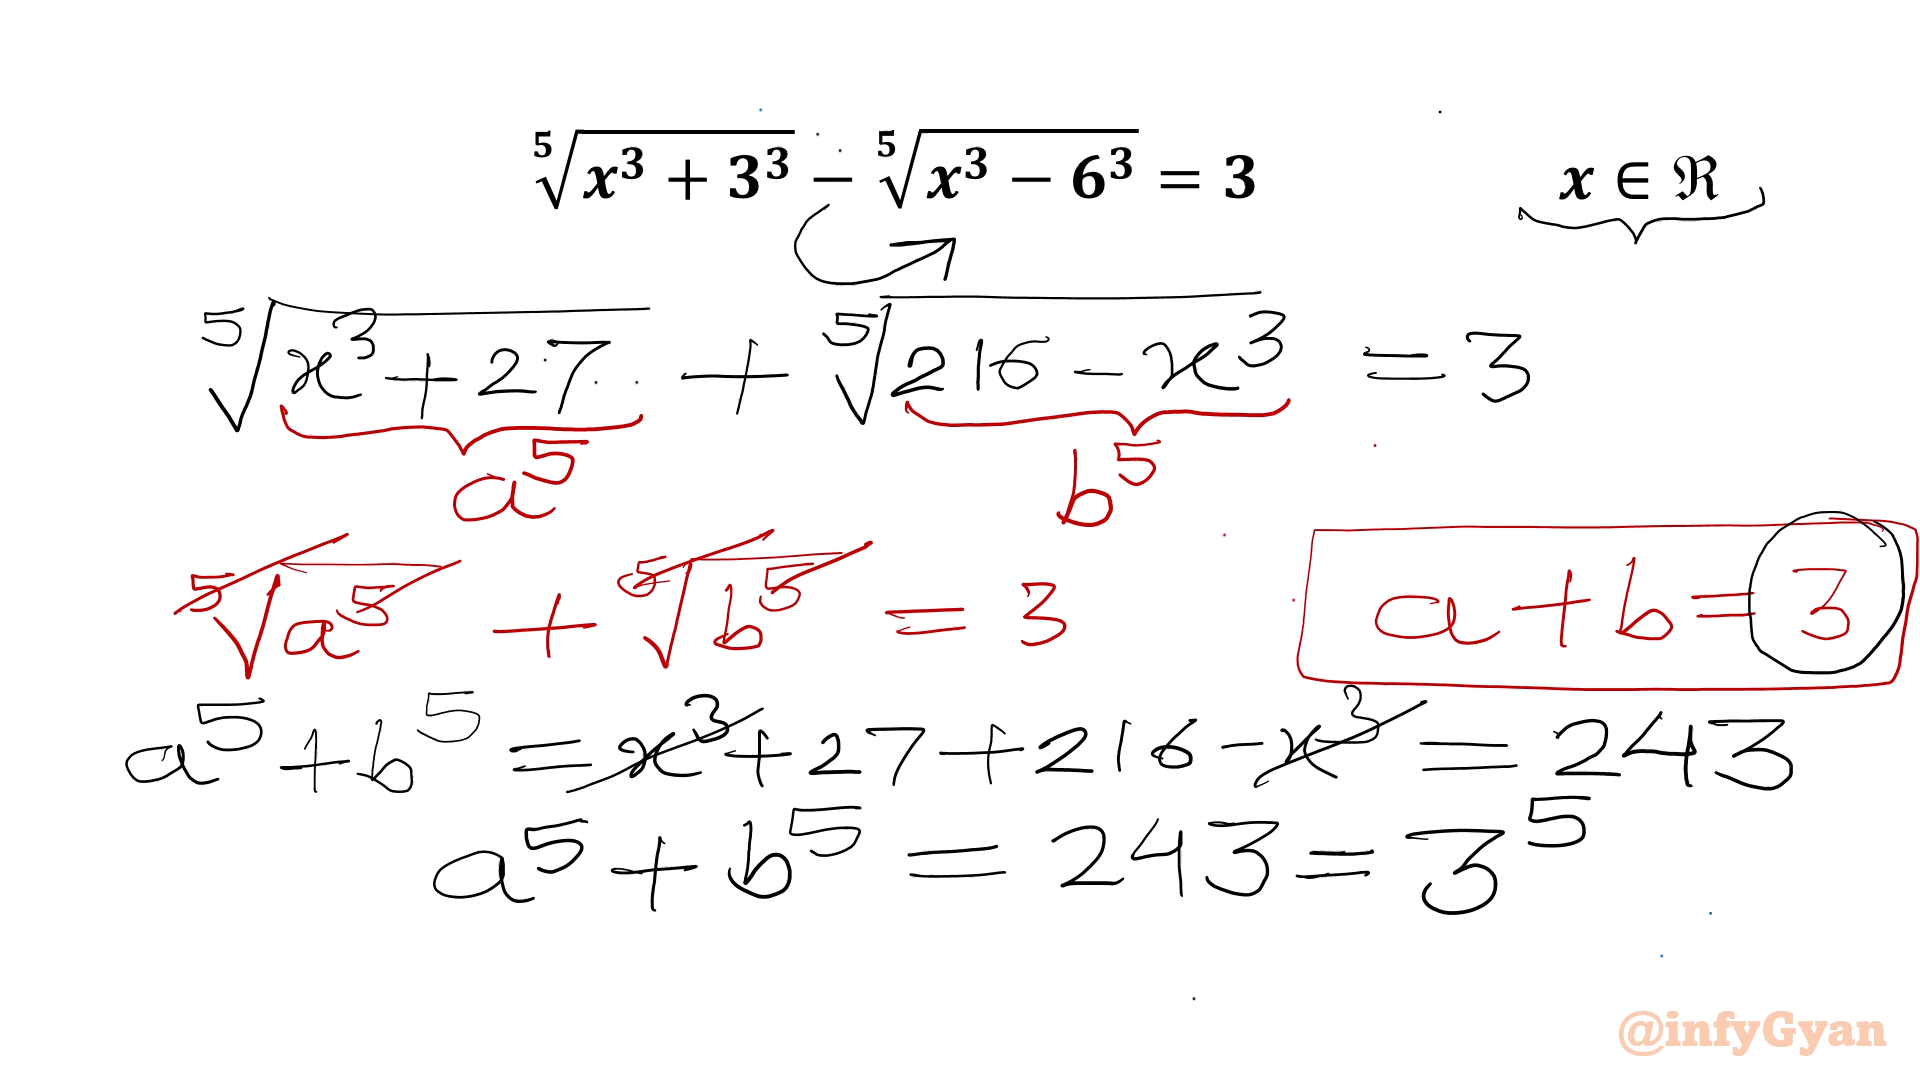 ⁵√(x³ + 3³) − ⁵√(x³ − 6³) = 3 x ∈ ℜ
⁵√(x³ + 27) + ⁵√(216 − x³) = 3
a⁵ b⁵
⁵√(a⁵) + ⁵√(b⁵) = 3 a + b = 3
a⁵ + b⁵ = x³ + 27 + 216 − x³ = 243
a⁵ + b⁵ = 243 = 3⁵
@infyGyan